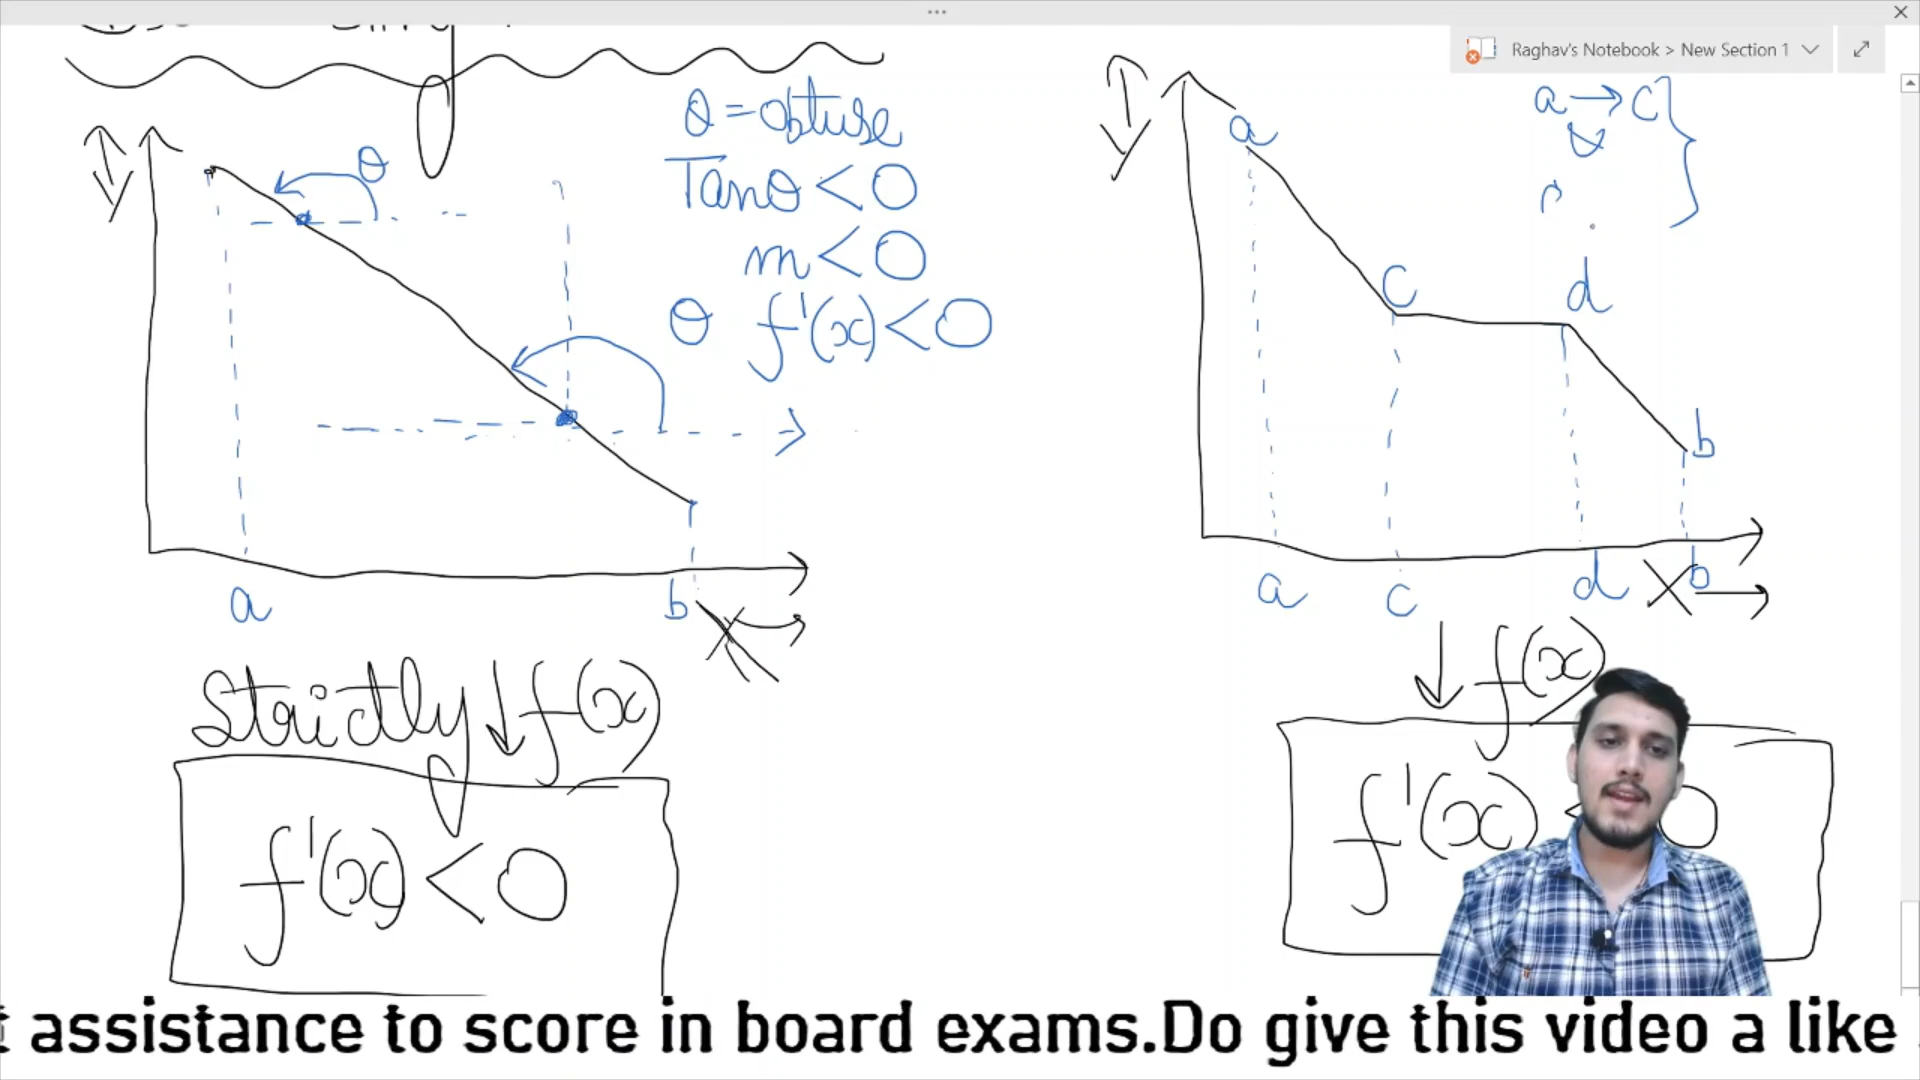 Raghav's Notebook > New Section 1
θ = obtuse
Tanθ < 0
m < 0
θ f'(x) < 0
θ
y
a
b
X
Strictly ↓ f(x)
f'(x) < 0
y
a → c
&
a
c
d
b
a
c
d
X
b
↓ f(x)
f'(x) 0
assistance to score in board exams.Do give this video a like